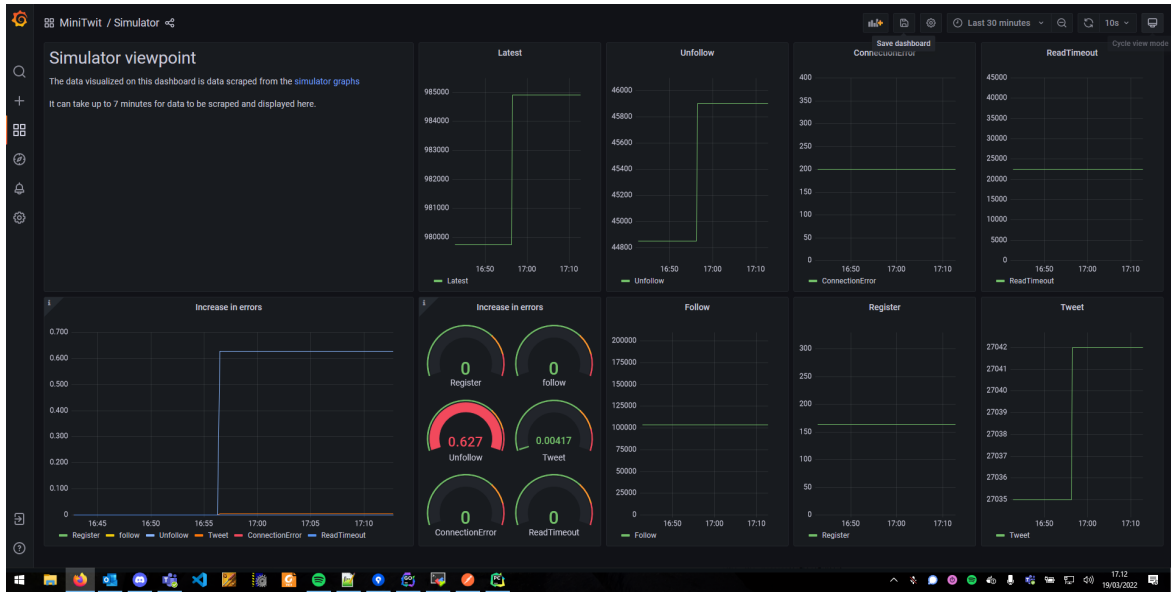 MiniTwit / Simulator
Last 30 minutes
10s
Save dashboard
Cycle view mode
Simulator viewpoint
The data visualized on this dashboard is data scraped from the simulator graphs
It can take up to 7 minutes for data to be scraped and displayed here.
Latest
985000
984000
983000
982000
981000
980000
16:50 17:00 17:10
Latest
Unfollow
46000
45800
45600
45400
45200
45000
44800
16:50 17:00 17:10
Unfollow
ConnectionError
400
350
300
250
200
150
100
50
0
16:50 17:00 17:10
ConnectionError
ReadTimeout
45000
40000
35000
30000
25000
20000
15000
10000
5000
0
16:50 17:00 17:10
ReadTimeout
Increase in errors
0.700
0.600
0.500
0.400
0.300
0.200
0.100
0
16:45 16:50 16:55 17:00 17:05 17:10
Register follow Unfollow Tweet ConnectionError ReadTimeout
Increase in errors
0 0
Register follow
0.627 0.00417
Unfollow Tweet
0 0
ConnectionError ReadTimeout
Follow
200000
175000
150000
125000
100000
75000
50000
25000
0
16:50 17:00 17:10
Follow
Register
300
250
200
150
100
50
0
16:50 17:00 17:10
Register
Tweet
27042
27041
27040
27039
27038
27037
27036
27035
16:50 17:00 17:10
Tweet
GO
PC
17.12
19/03/2022